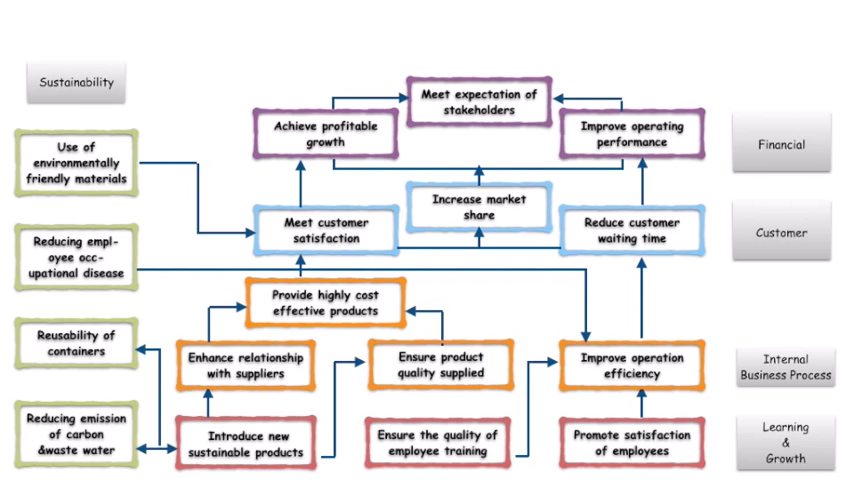 Sustainability
Meet expectation of
stakeholders
Achieve profitable
growth
Improve operating
performance
Financial
Use of
environmentally
friendly materials
Increase market
share
Meet customer
satisfaction
Reduce customer
waiting time
Customer
Reducing empl-
oyee occ-
upational disease
Provide highly cost
effective products
Reusability of
containers
Enhance relationship
with suppliers
Ensure product
quality supplied
Improve operation
efficiency
Internal
Business Process
Reducing emission
of carbon
&waste water
Introduce new
sustainable products
Ensure the quality of
employee training
Promote satisfaction
of employees
Learning
&
Growth